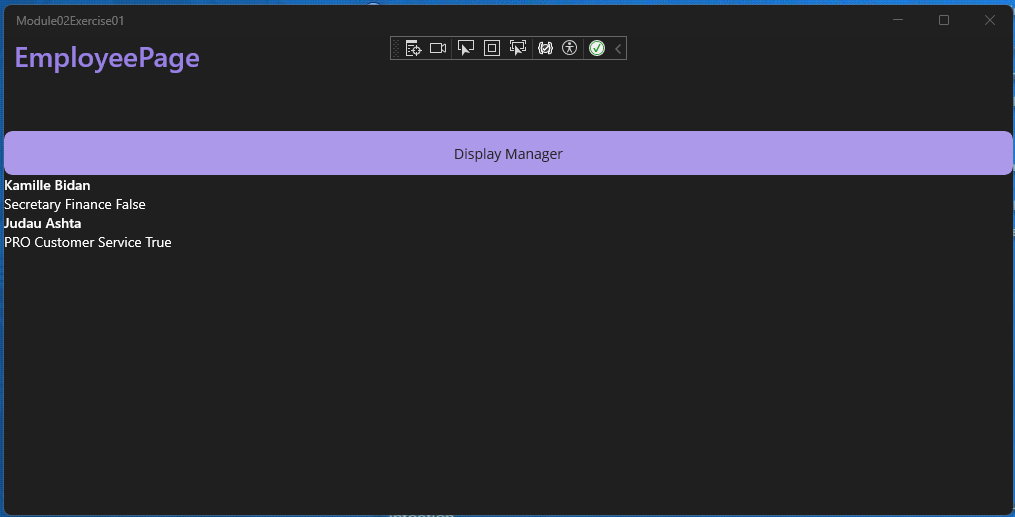 Module02Exercise01
EmployeePage
Display Manager
Kamille Bidan
Secretary Finance False
Judau Ashta
PRO Customer Service True